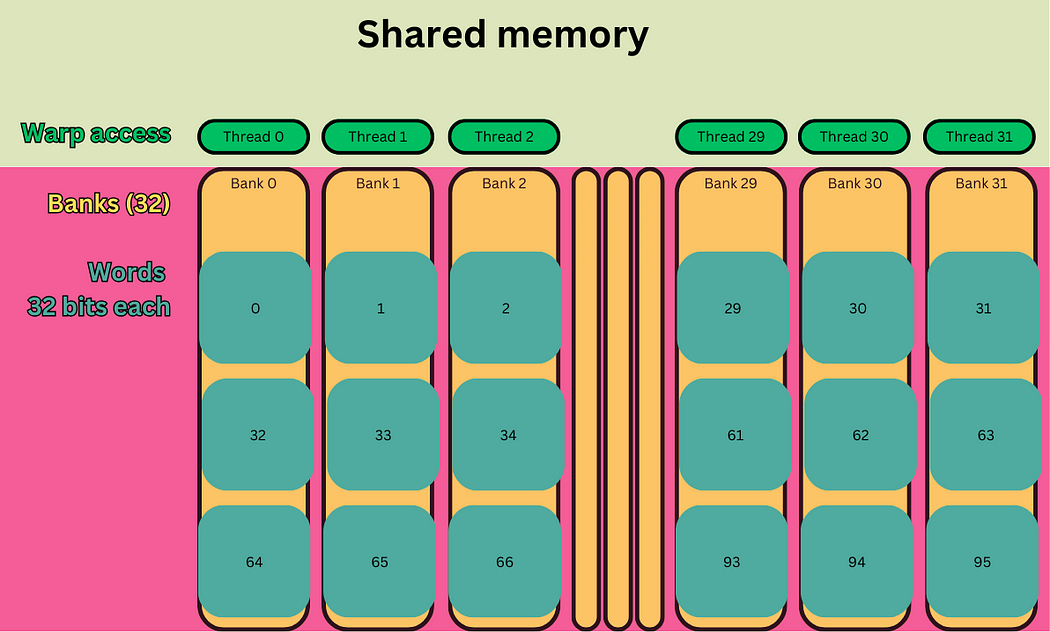 Shared memory
Warp access
Thread 0
Thread 1
Thread 2
Thread 29
Thread 30
Thread 31
Banks (32)
Bank 0
Bank 1
Bank 2
Bank 29
Bank 30
Bank 31
Words
32 bits each
0
1
2
29
30
31
32
33
34
61
62
63
64
65
66
93
94
95